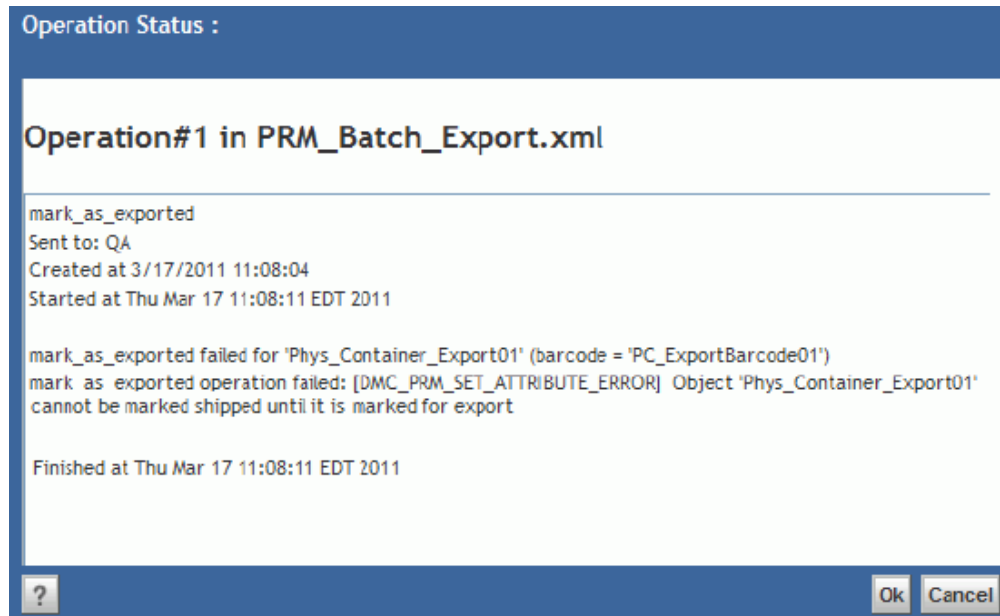 Operation Status :
Operation#1 in PRM_Batch_Export.xml
mark_as_exported
Sent to: QA
Created at 3/17/2011 11:08:04
Started at Thu Mar 17 11:08:11 EDT 2011
mark_as_exported failed for 'Phys_Container_Export01' (barcode = 'PC_ExportBarcode01')
mark as exported operation failed: [DMC_PRM_SET_ATTRIBUTE_ERROR] Object 'Phys_Container_Export01'
cannot be marked shipped until it is marked for export
Finished at Thu Mar 17 11:08:11 EDT 2011
?
Ok Cancel